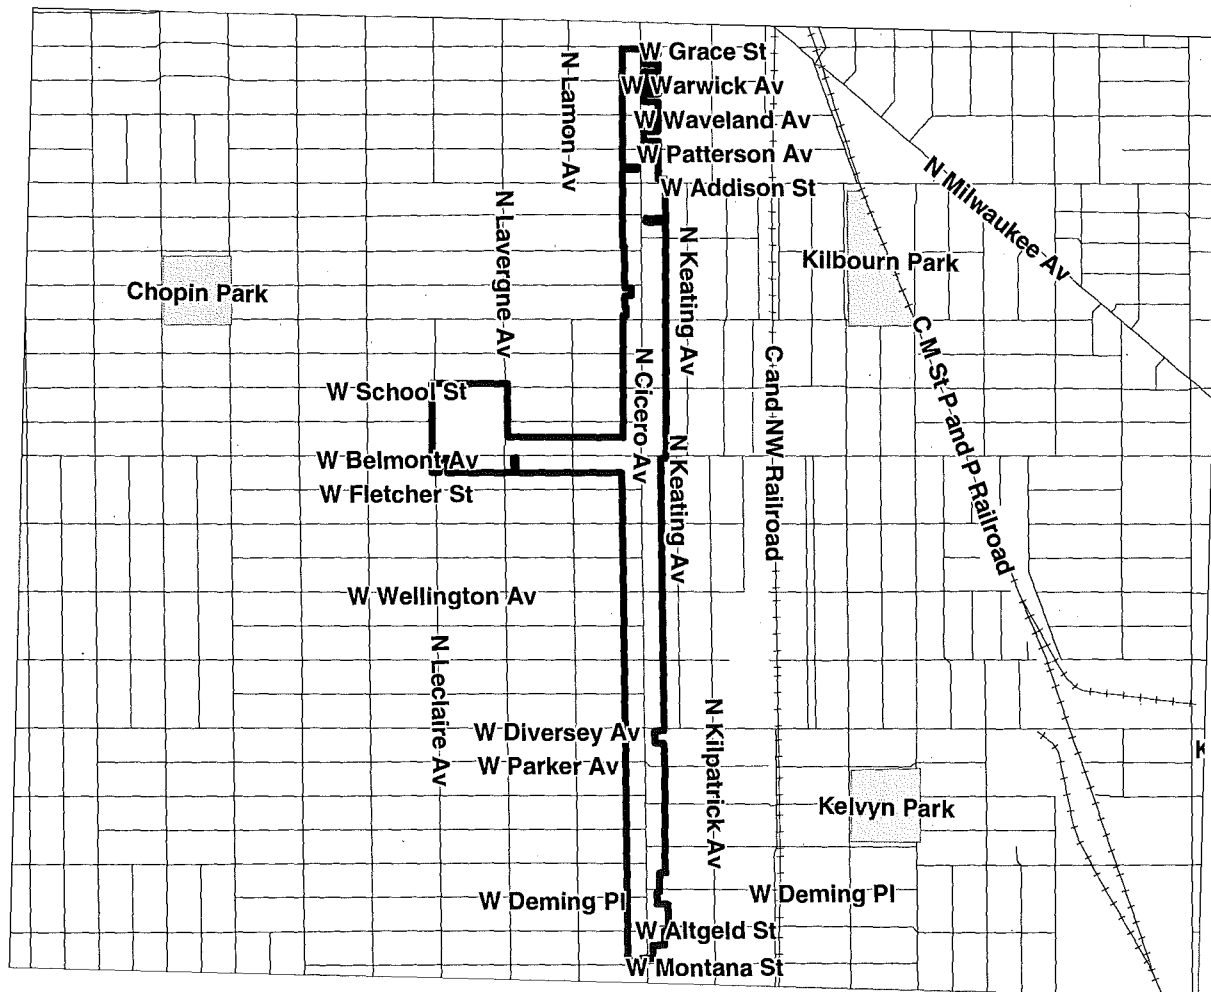 W Grace St
N Lamon Av
W Warwick Av
W Waveland Av
W Patterson Av
W Addison St
N Milwaukee Av
N Lavergne Av
N Keating Av
Kilbourn Park
Chopin Park
C M St P and P Railroad
C and NW Railroad
N Cicero Av
W School St
N Keating Av
W Belmont Av
W Fletcher St
W Wellington Av
N Leclaire Av
N Kilpatrick Av
W Diversey Av
K
W Parker Av
Kelvyn Park
W Deming Pl
W Deming Pl
W Altgeld St
W Montana St